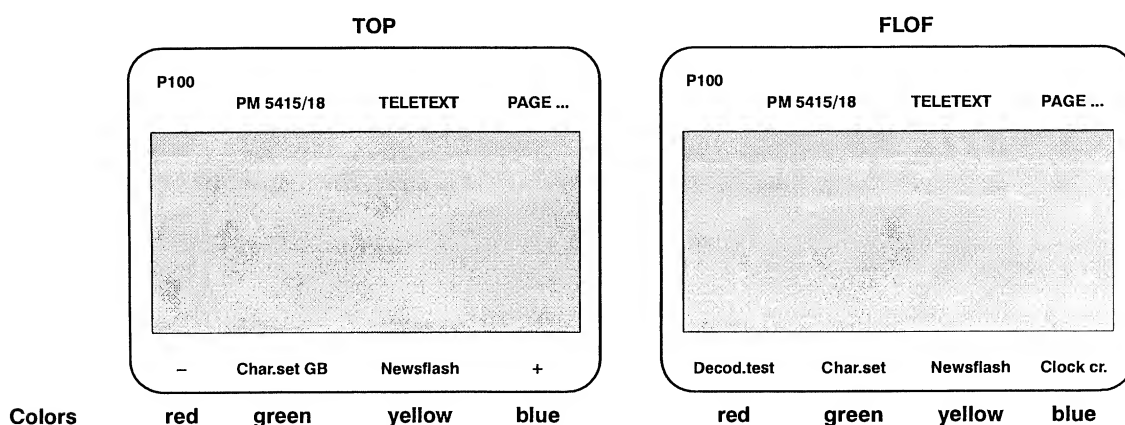 TOP
P100
PM 5415/18 TELETEXT PAGE ...
– Char.set GB Newsflash +
FLOF
P100
PM 5415/18 TELETEXT PAGE ...
Decod.test Char.set Newsflash Clock cr.
Colors red green yellow blue red green yellow blue